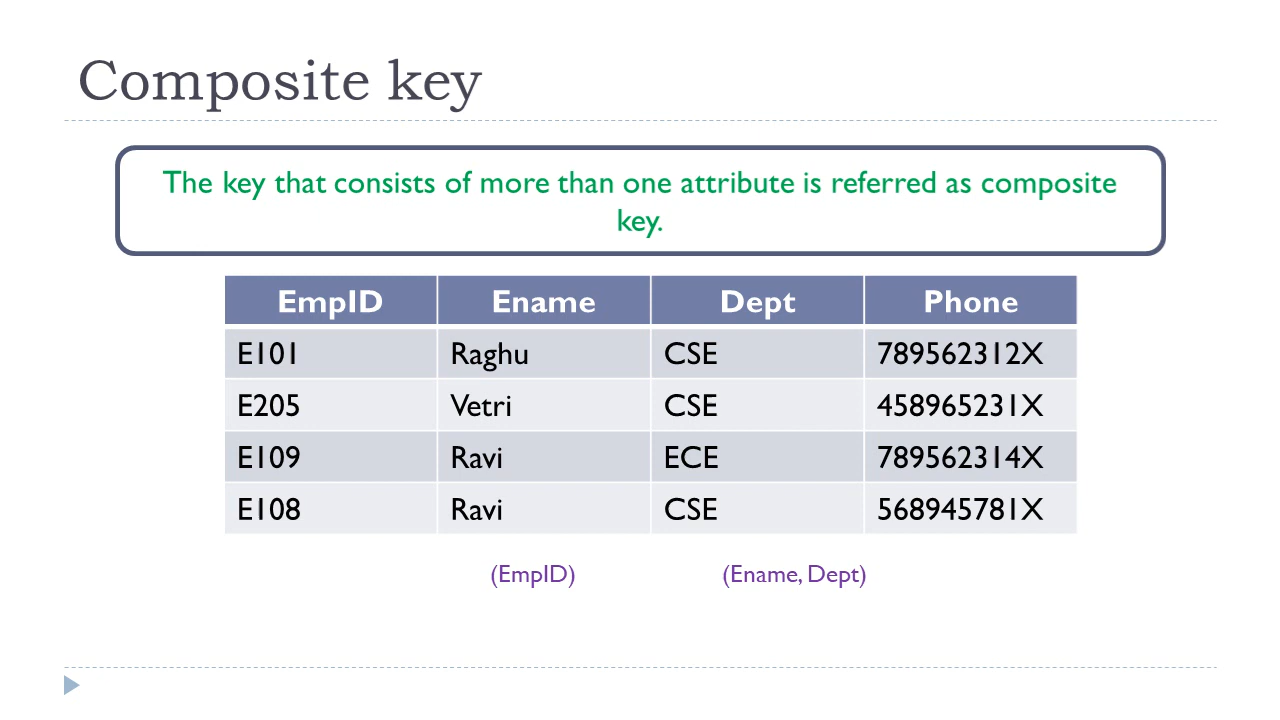 Composite key
The key that consists of more than one attribute is referred as composite
key.
EmpID Ename Dept Phone
E101 Raghu CSE 789562312X
E205 Vetri CSE 458965231X
E109 Ravi ECE 789562314X
E108 Ravi CSE 568945781X
(EmpID) (Ename, Dept)